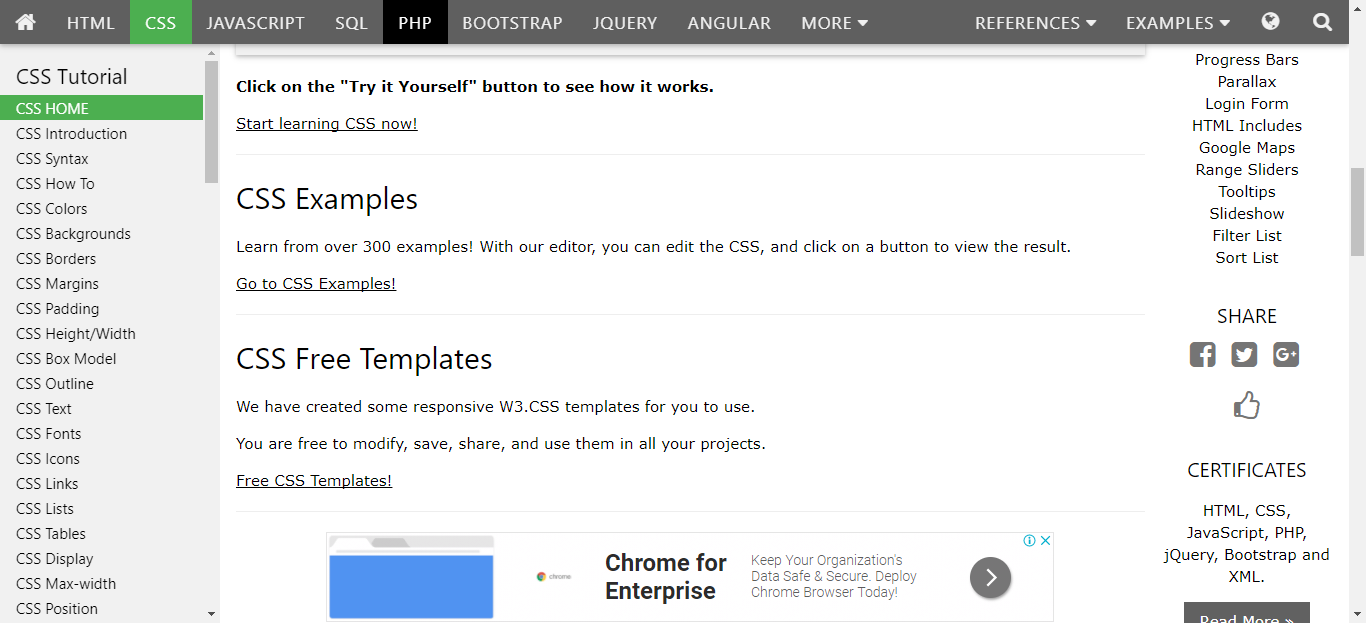 HTML CSS JAVASCRIPT SQL PHP BOOTSTRAP JQUERY ANGULAR MORE REFERENCES EXAMPLES
CSS Tutorial
CSS HOME
CSS Introduction
CSS Syntax
CSS How To
CSS Colors
CSS Backgrounds
CSS Borders
CSS Margins
CSS Padding
CSS Height/Width
CSS Box Model
CSS Outline
CSS Text
CSS Fonts
CSS Icons
CSS Links
CSS Lists
CSS Tables
CSS Display
CSS Max-width
CSS Position
Click on the "Try it Yourself" button to see how it works.
Start learning CSS now!
CSS Examples
Learn from over 300 examples! With our editor, you can edit the CSS, and click on a button to view the result.
Go to CSS Examples!
CSS Free Templates
We have created some responsive W3.CSS templates for you to use.
You are free to modify, save, share, and use them in all your projects.
Free CSS Templates!
chrome
Chrome for
Enterprise
Keep Your Organization's
Data Safe & Secure. Deploy
Chrome Browser Today!
Progress Bars
Parallax
Login Form
HTML Includes
Google Maps
Range Sliders
Tooltips
Slideshow
Filter List
Sort List
SHARE
CERTIFICATES
HTML, CSS,
JavaScript, PHP,
jQuery, Bootstrap and
XML.
Read More »